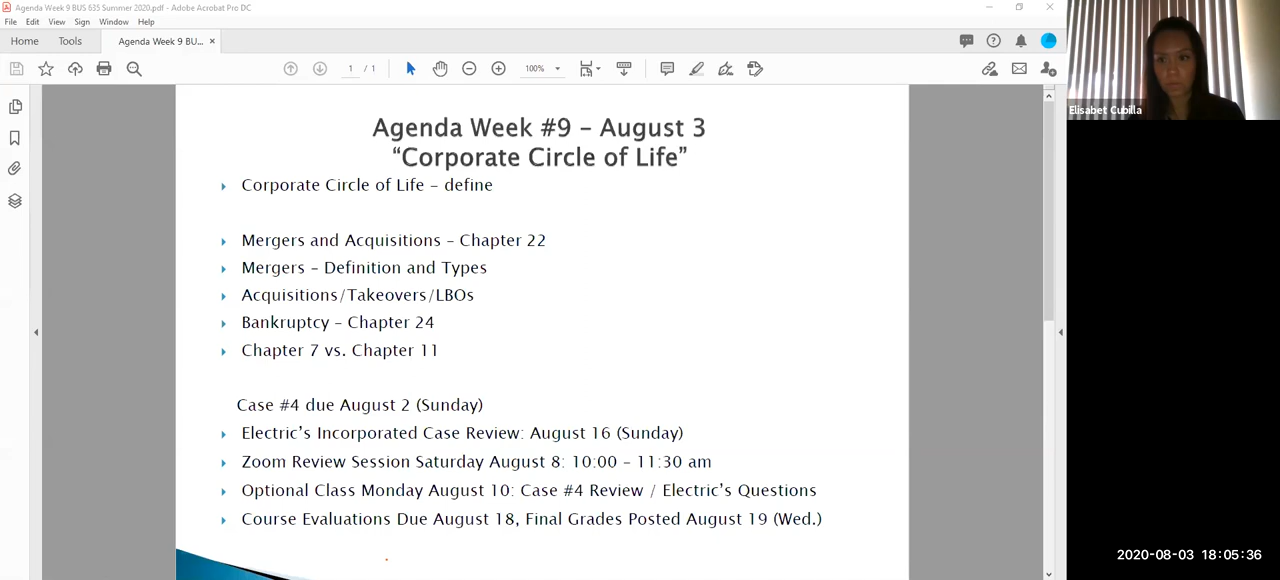 Agenda Week 9 BUS 635 Summer 2020.pdf - Adobe Acrobat Pro DC
File Edit View Sign Window Help
Home Tools Agenda Week 9 BU... ×
1 / 1 100%
Elisabet Cubilla
Agenda Week #9 – August 3
“Corporate Circle of Life”
Corporate Circle of Life – define
Mergers and Acquisitions – Chapter 22
Mergers – Definition and Types
Acquisitions/Takeovers/LBOs
Bankruptcy – Chapter 24
Chapter 7 vs. Chapter 11
Case #4 due August 2 (Sunday)
Electric’s Incorporated Case Review: August 16 (Sunday)
Zoom Review Session Saturday August 8: 10:00 – 11:30 am
Optional Class Monday August 10: Case #4 Review / Electric’s Questions
Course Evaluations Due August 18, Final Grades Posted August 19 (Wed.)
2020-08-03 18:05:36